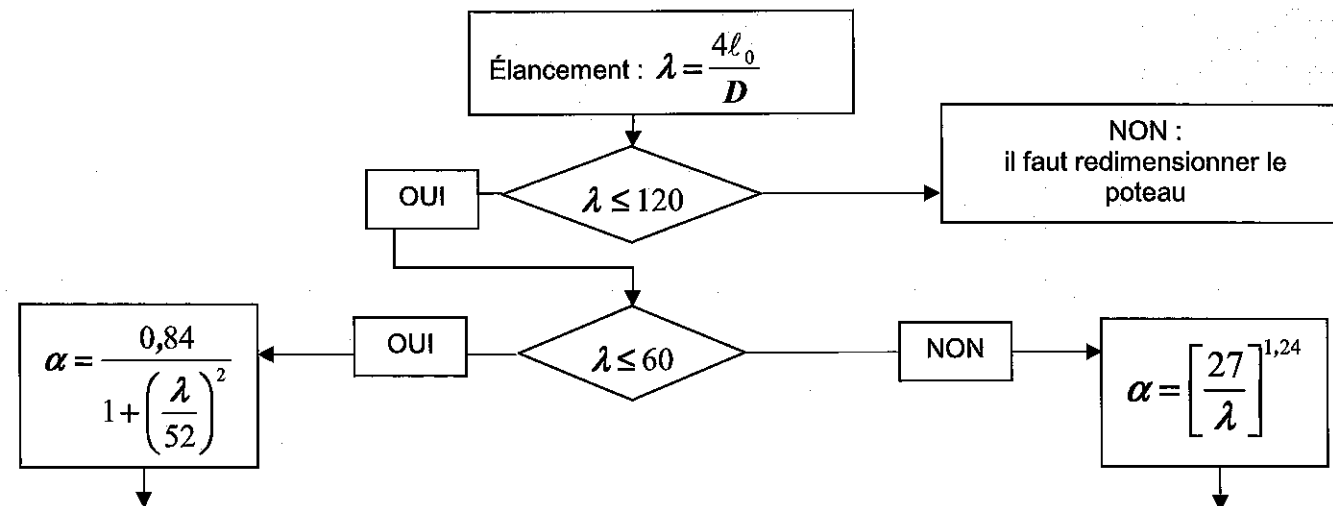 Élancement : λ = 4ℓ₀ / D
NON :
il faut redimensionner le
poteau
OUI
λ ≤ 120
OUI
λ ≤ 60
NON
α = 0,84 / (1 + (λ/52)²)
α = [27/λ]^1,24